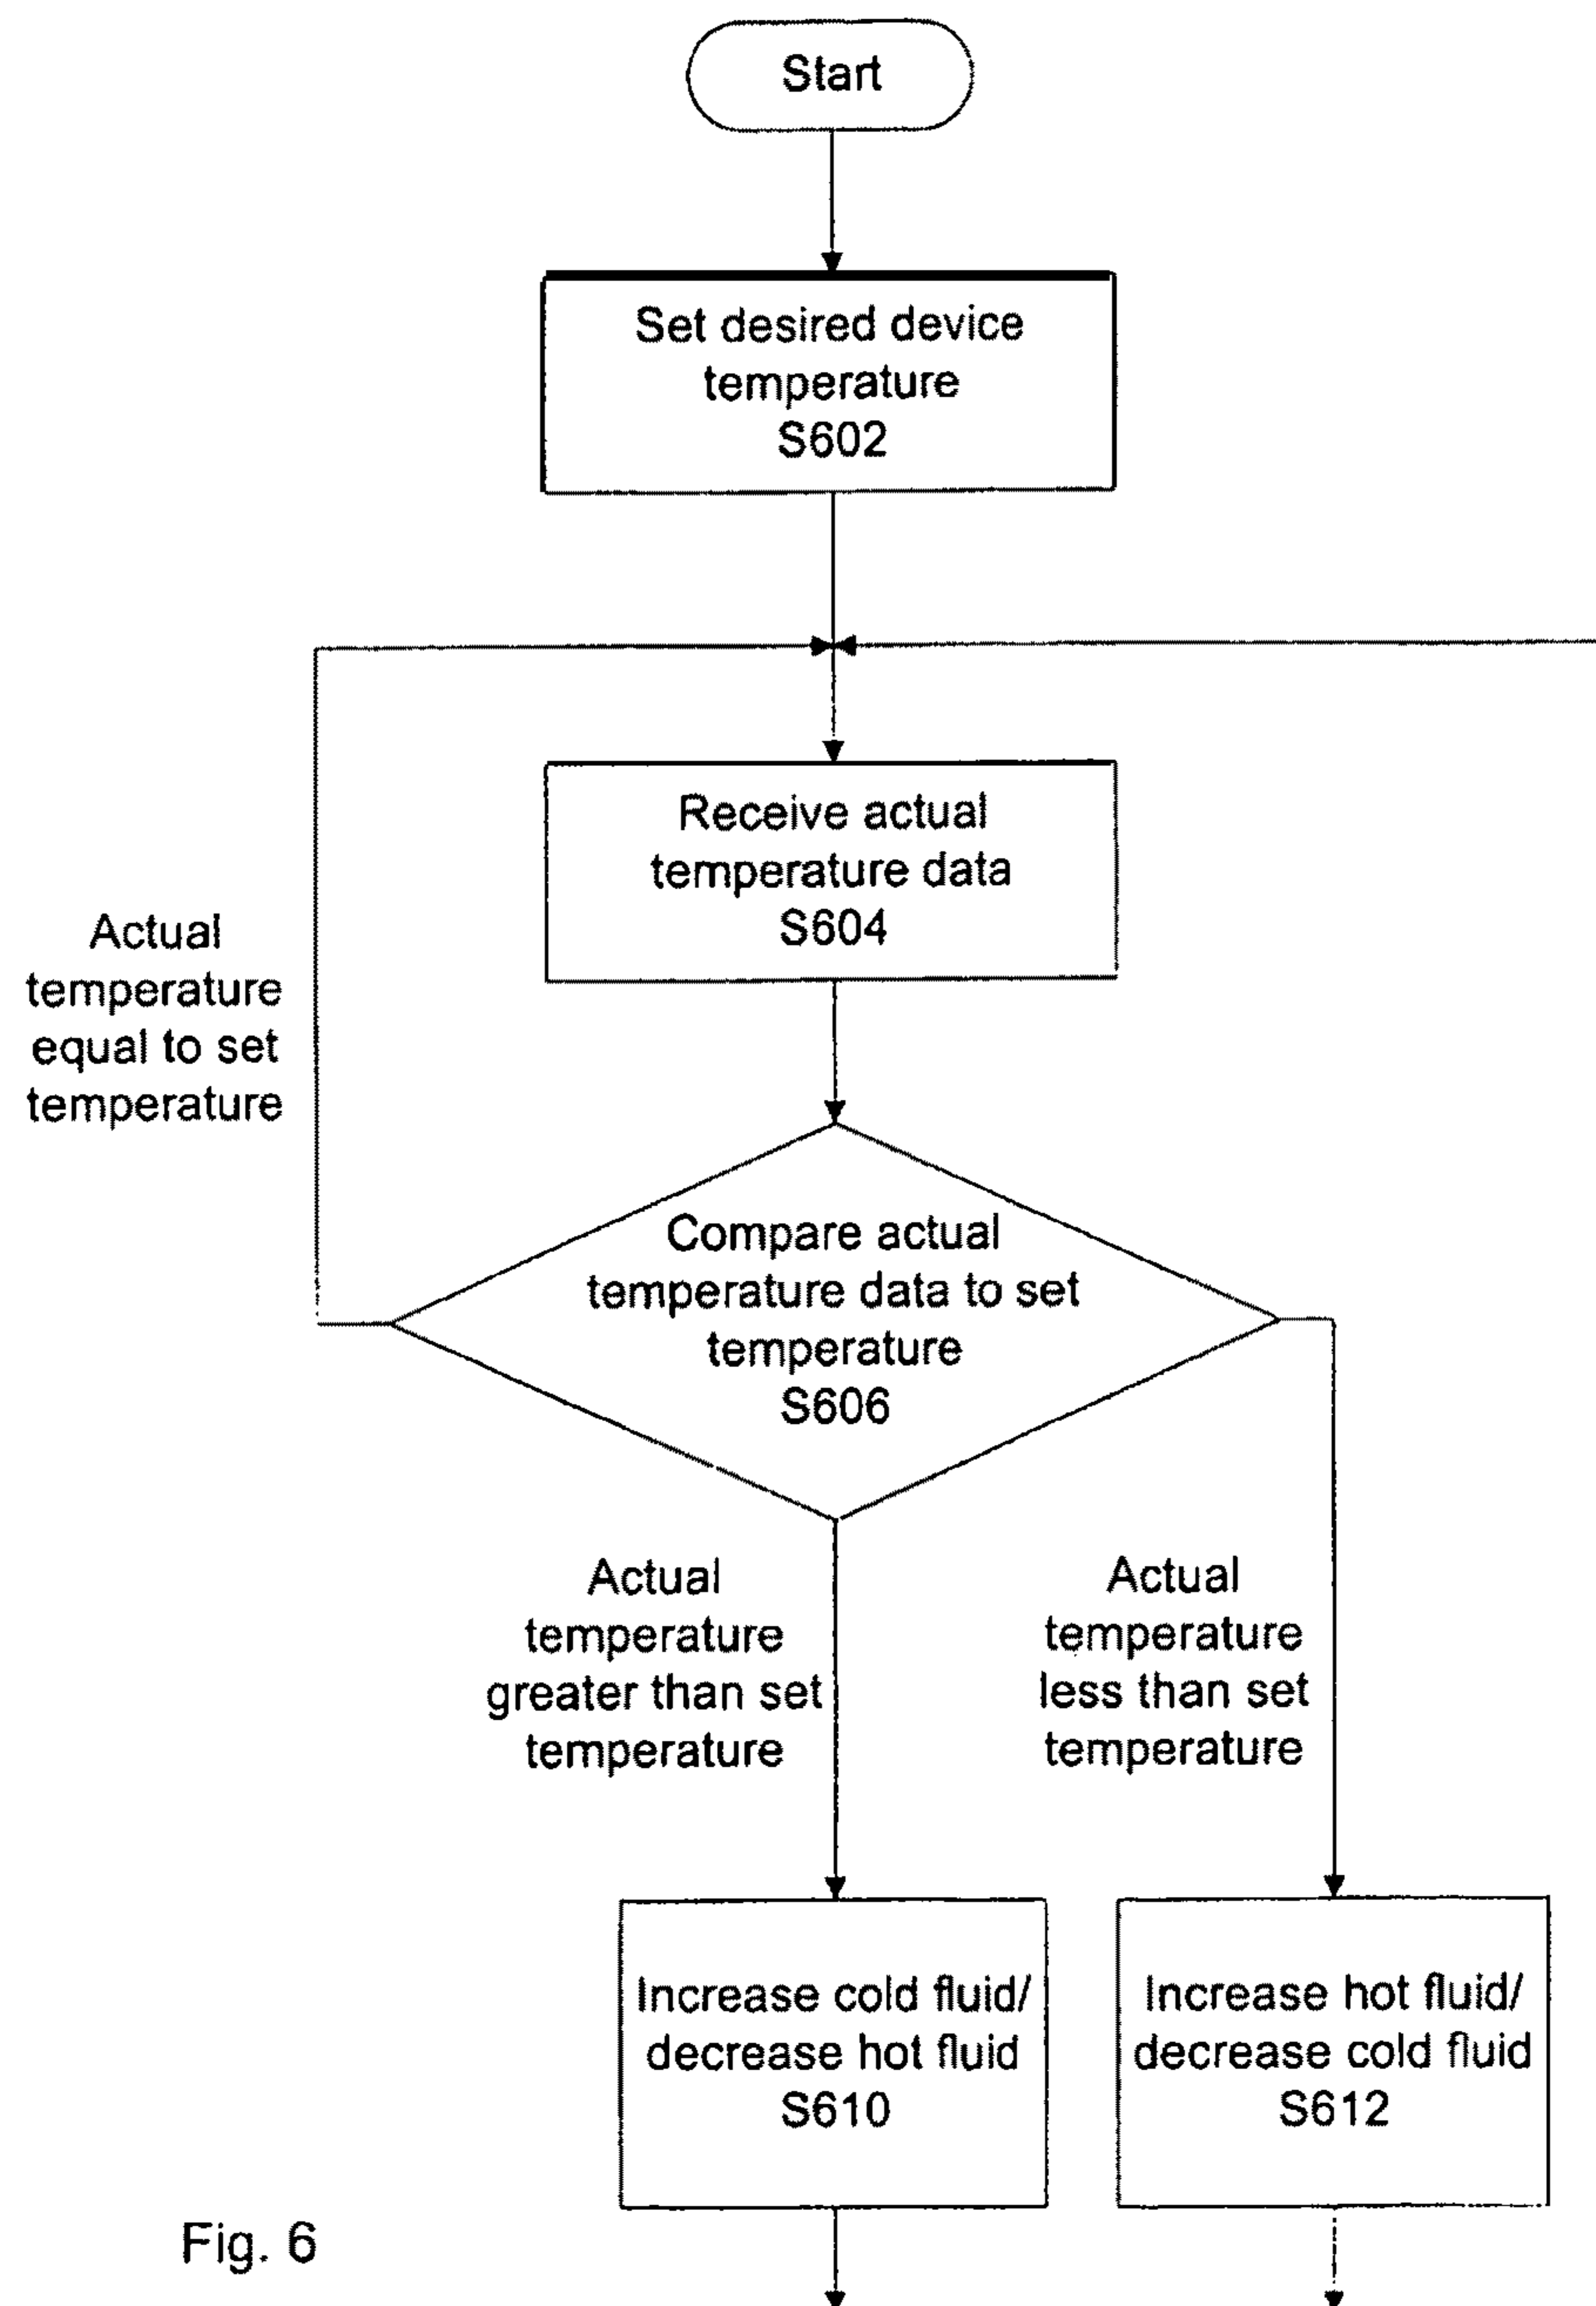 Start
Set desired device
temperature
S602
Receive actual
temperature data
S604
Actual
temperature
equal to set
temperature
Compare actual
temperature data to set
temperature
S606
Actual
temperature
greater than set
temperature
Actual
temperature
less than set
temperature
Increase cold fluid/
decrease hot fluid
S610
Increase hot fluid/
decrease cold fluid
S612
Fig. 6